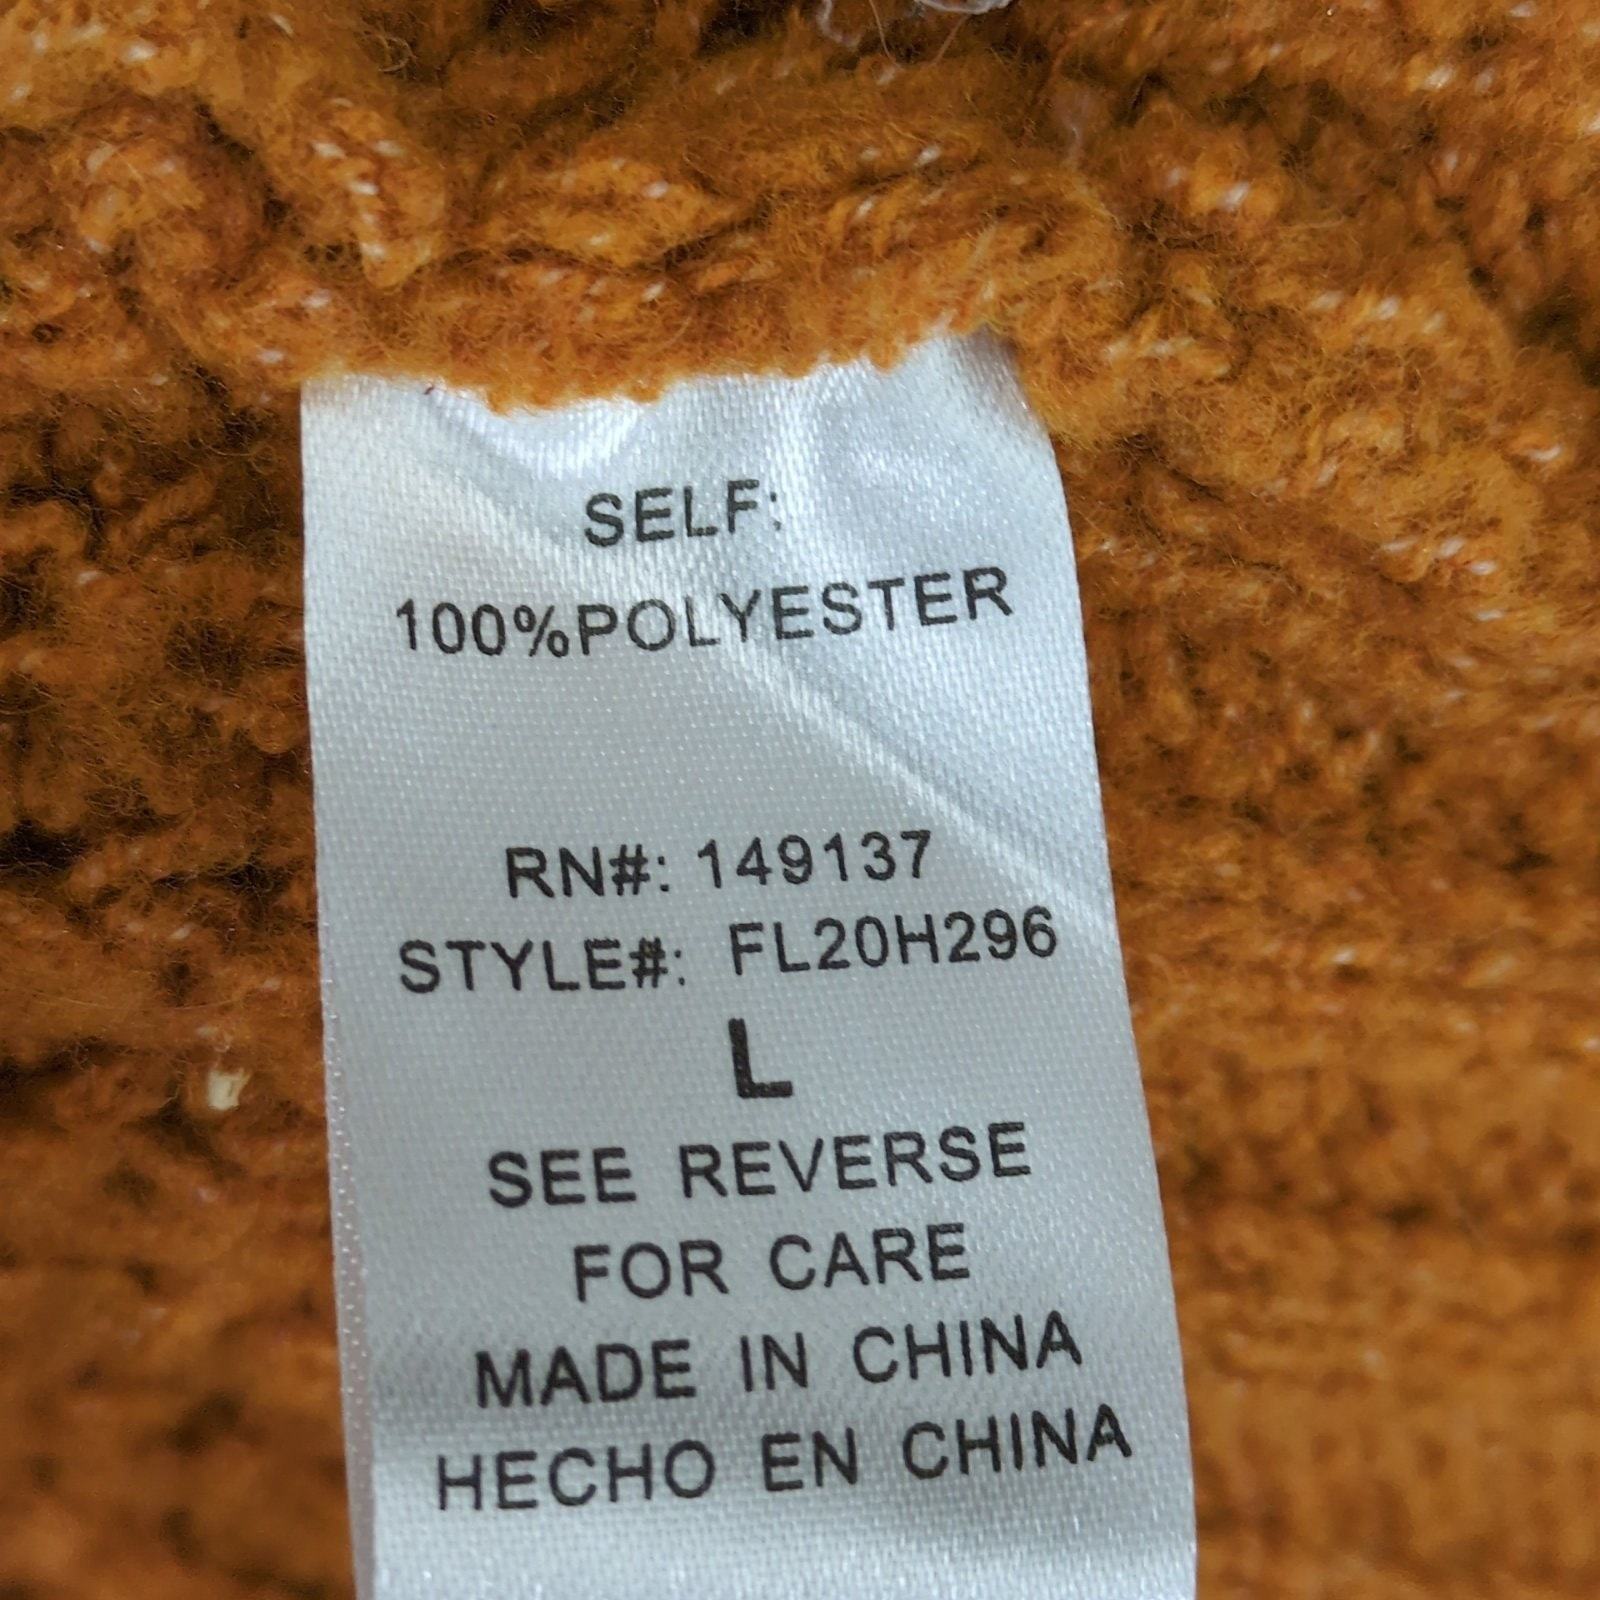 SELF:
100%POLYESTER
RN#: 149137
STYLE#: FL20H296
L
SEE REVERSE
FOR CARE
MADE IN CHINA
HECHO EN CHINA